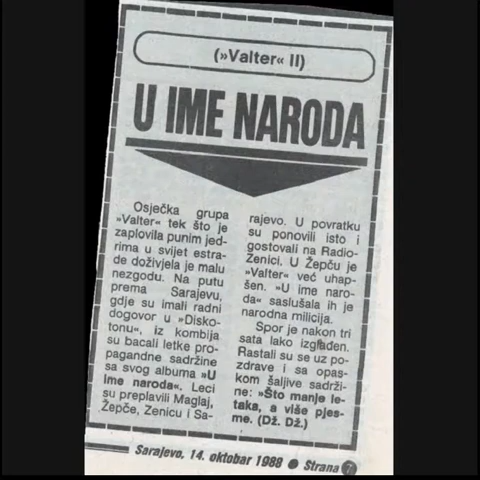 (»Valter« II)
U IME NARODA
Osječka grupa
»Valter« tek što je
zaplovila punim jed-
rima u svijet estra-
de doživjela je malu
nezgodu. Na putu
prema Sarajevu,
gdje su imali radni
dogovor u »Disko-
tonu«, iz kombija
su bacali letke pro-
pagandne sadržine
sa svog albuma »U
ime naroda«. Leci
su preplavili Maglaj,
Žepče, Zenicu i Sa-
rajevo. U povratku
su ponovili isto i
gostovali na Radio-
Zenici. U Žepču je
»Valter« već uhap-
šen. »U ime naro-
da« saslušala ih je
narodna milicija.
Spor je nakon tri
sata lako izglađen.
Rastali su se uz po-
zdrave i sa opas-
kom šaljive sadrži-
ne: »Što manje le-
taka, a više pjes-
me. (Dž. Dž.)
Sarajevo, 14. oktobar 1988 ● Strana 7